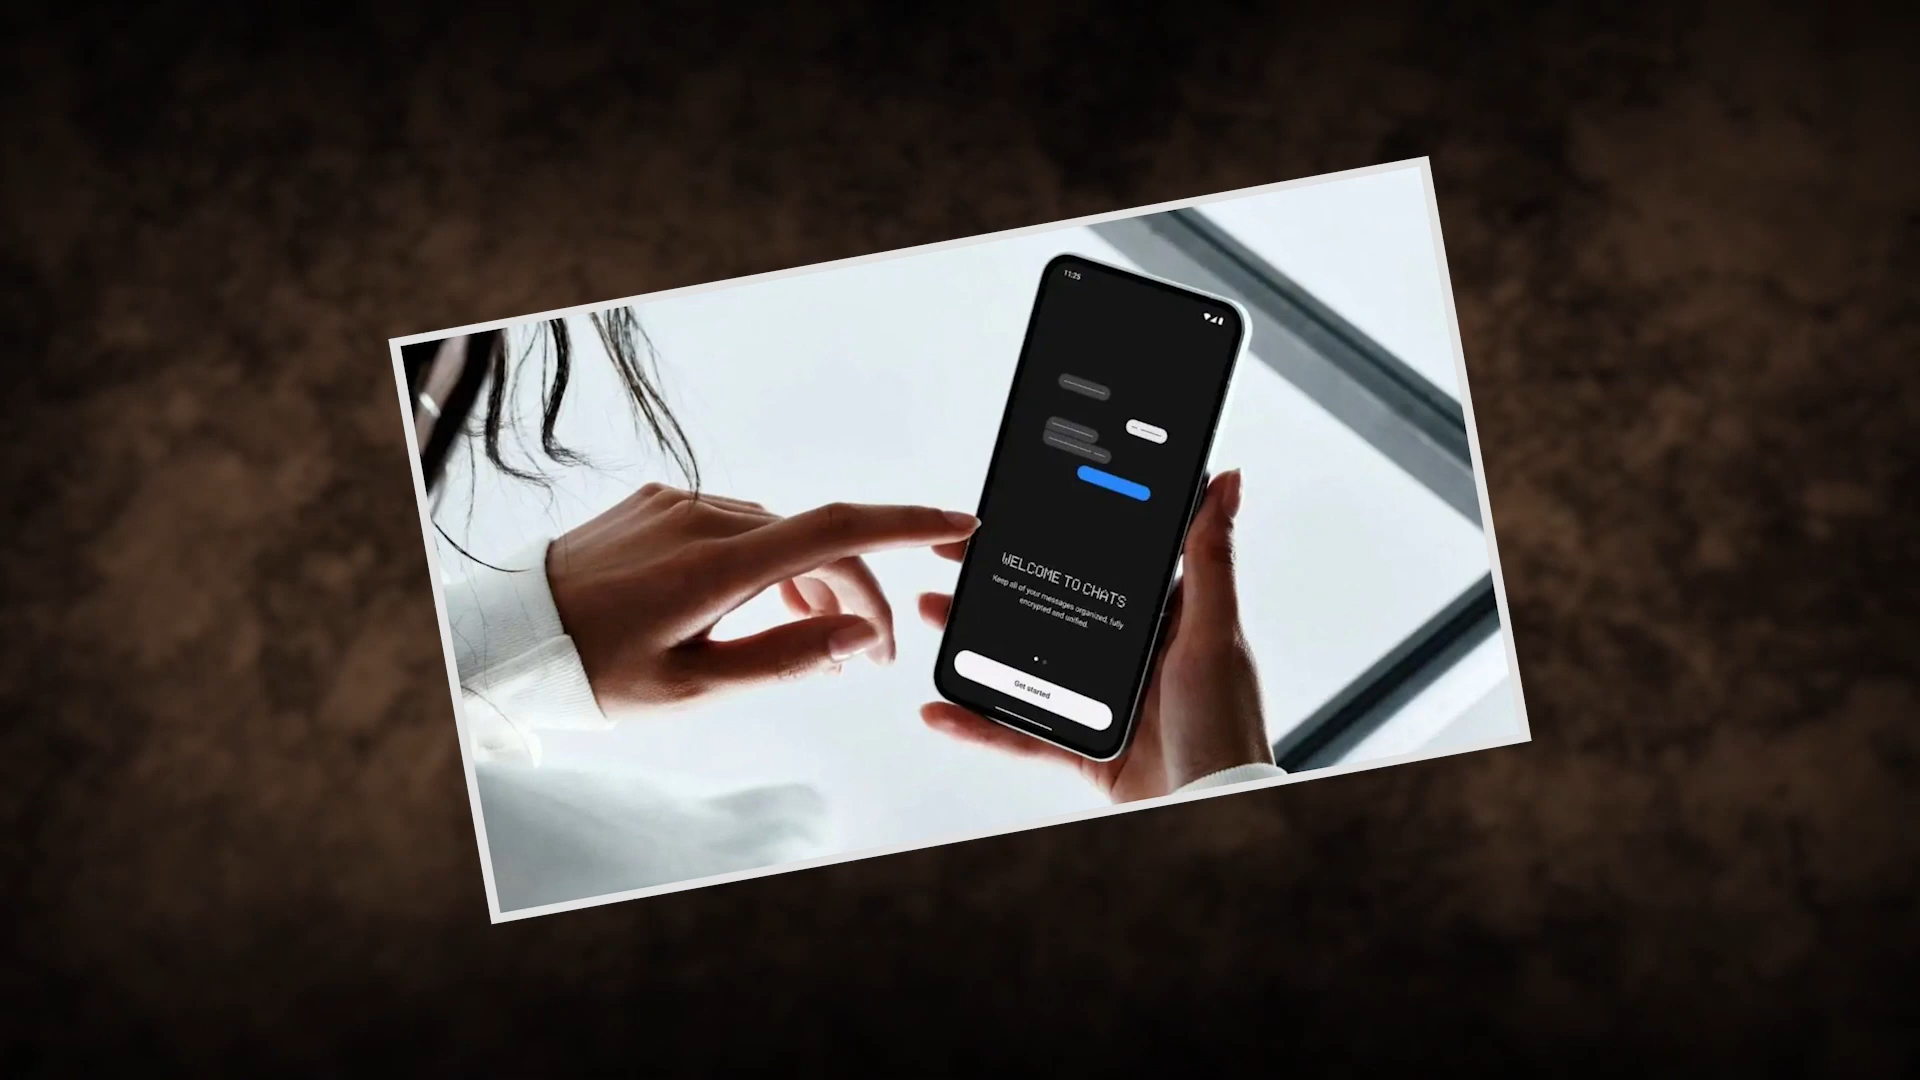 11:25
WELCOME TO CHATS
Keep all of your messages organized, fully
encrypted and unified.
Get started